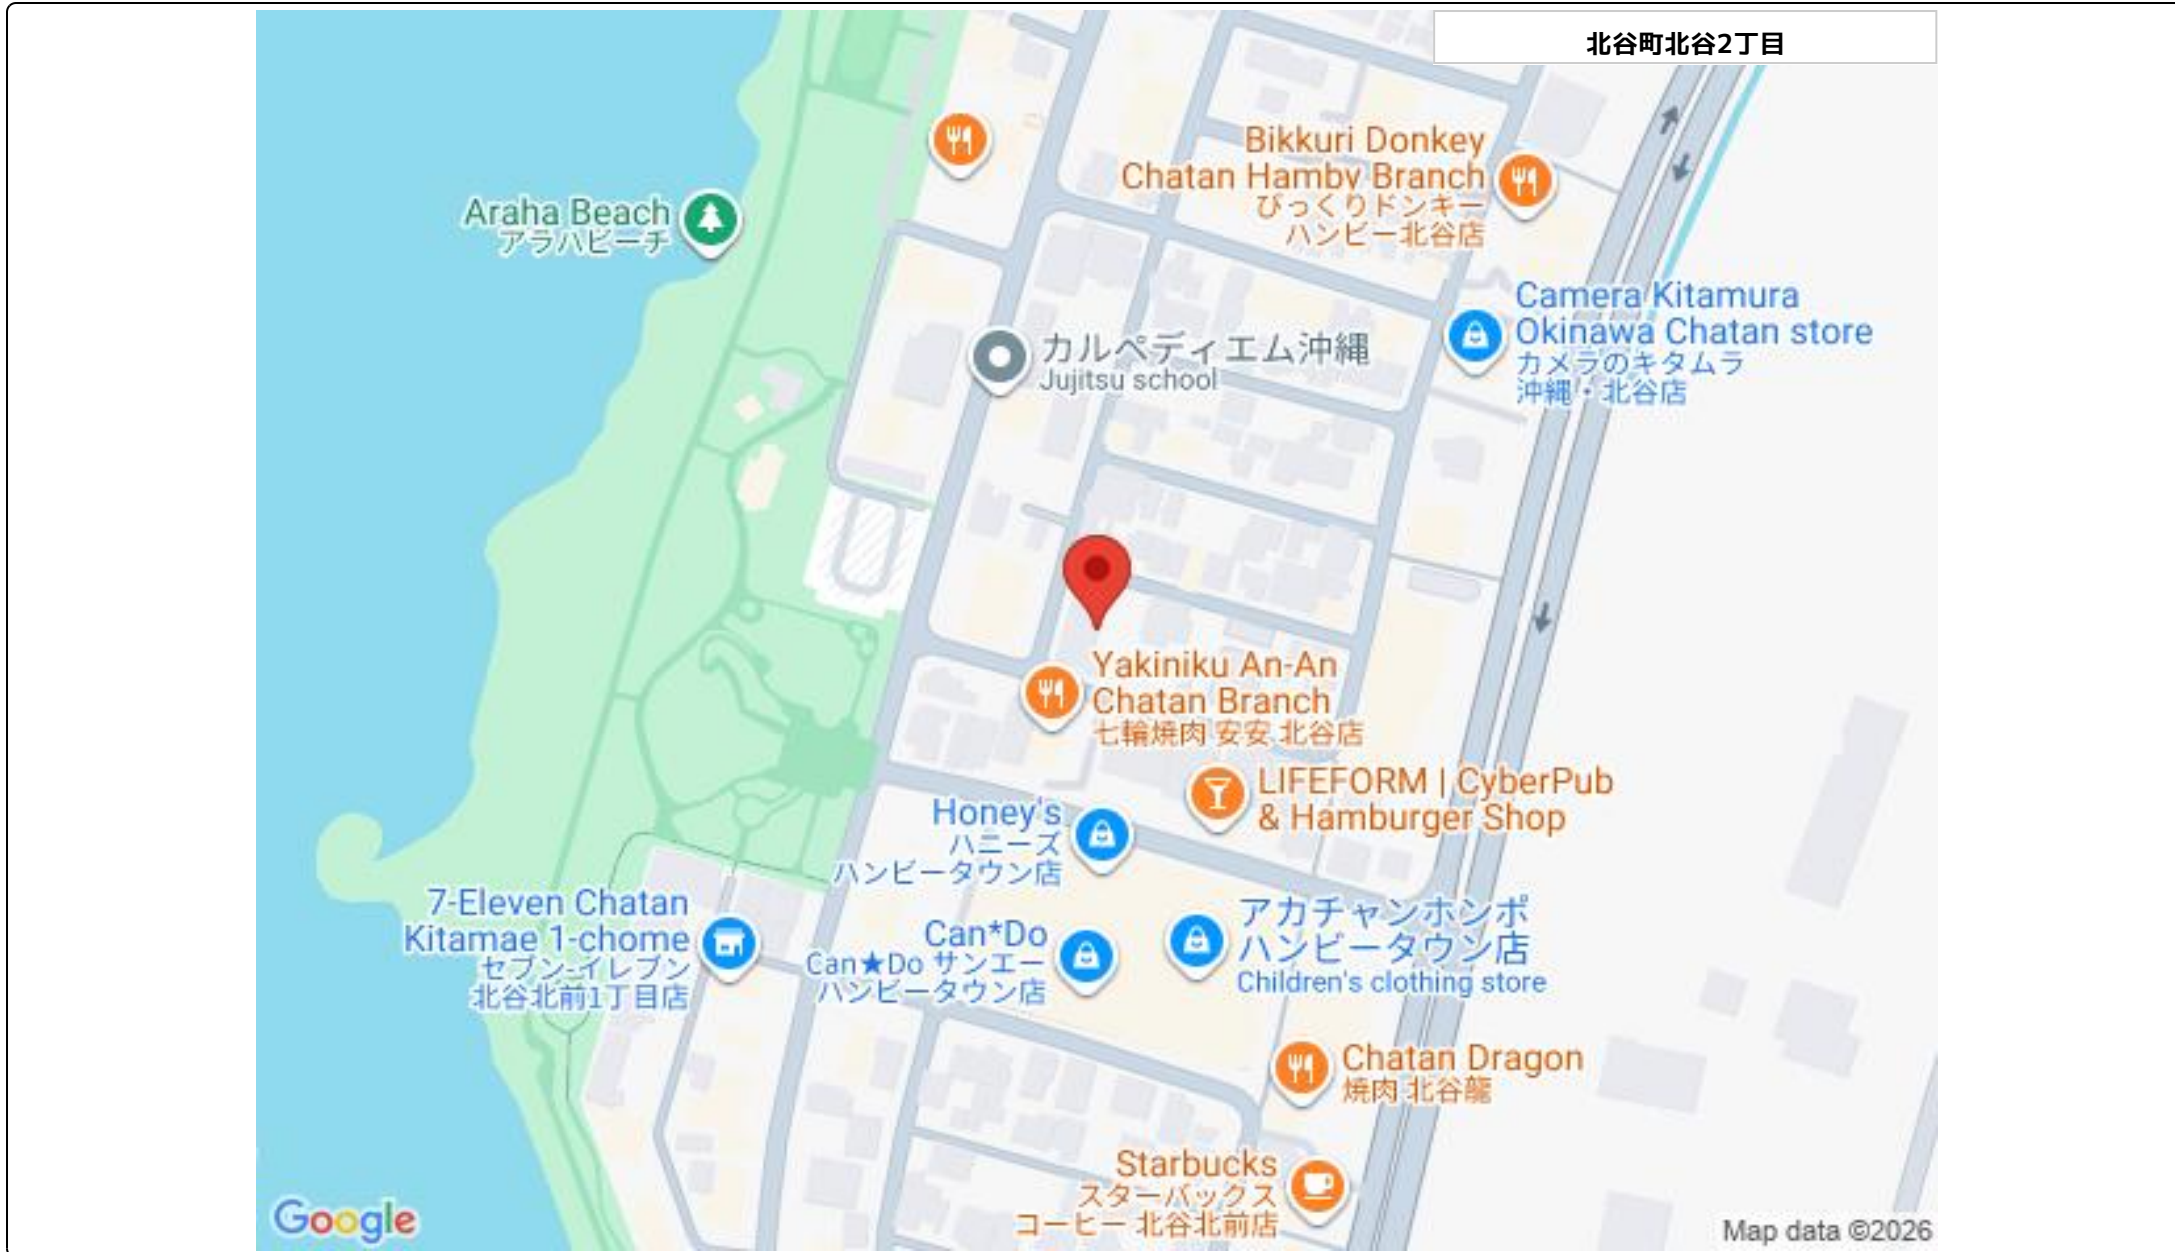 北谷町北谷2丁目
Bikkuri Donkey
Chatan Hamby Branch
びっくりドンキー
ハンビー北谷店
Araha Beach
アラハビーチ
Camera Kitamura
Okinawa Chatan store
カメラのキタムラ
沖縄・北谷店
カルペディエム沖縄
Jujitsu school
Yakiniku An-An
Chatan Branch
七輪焼肉 安安 北谷店
LIFEFORM | CyberPub
& Hamburger Shop
Honey's
ハニーズ
ハンビータウン店
7-Eleven Chatan
Kitamae 1-chome
セブン-イレブン
北谷北前1丁目店
Can*Do
Can★Do サンエー
ハンビータウン店
アカチャンホンポ
ハンビータウン店
Children's clothing store
Chatan Dragon
焼肉 北谷龍
Starbucks
スターバックス
コーヒー 北谷北前店
Google
Map data ©2026